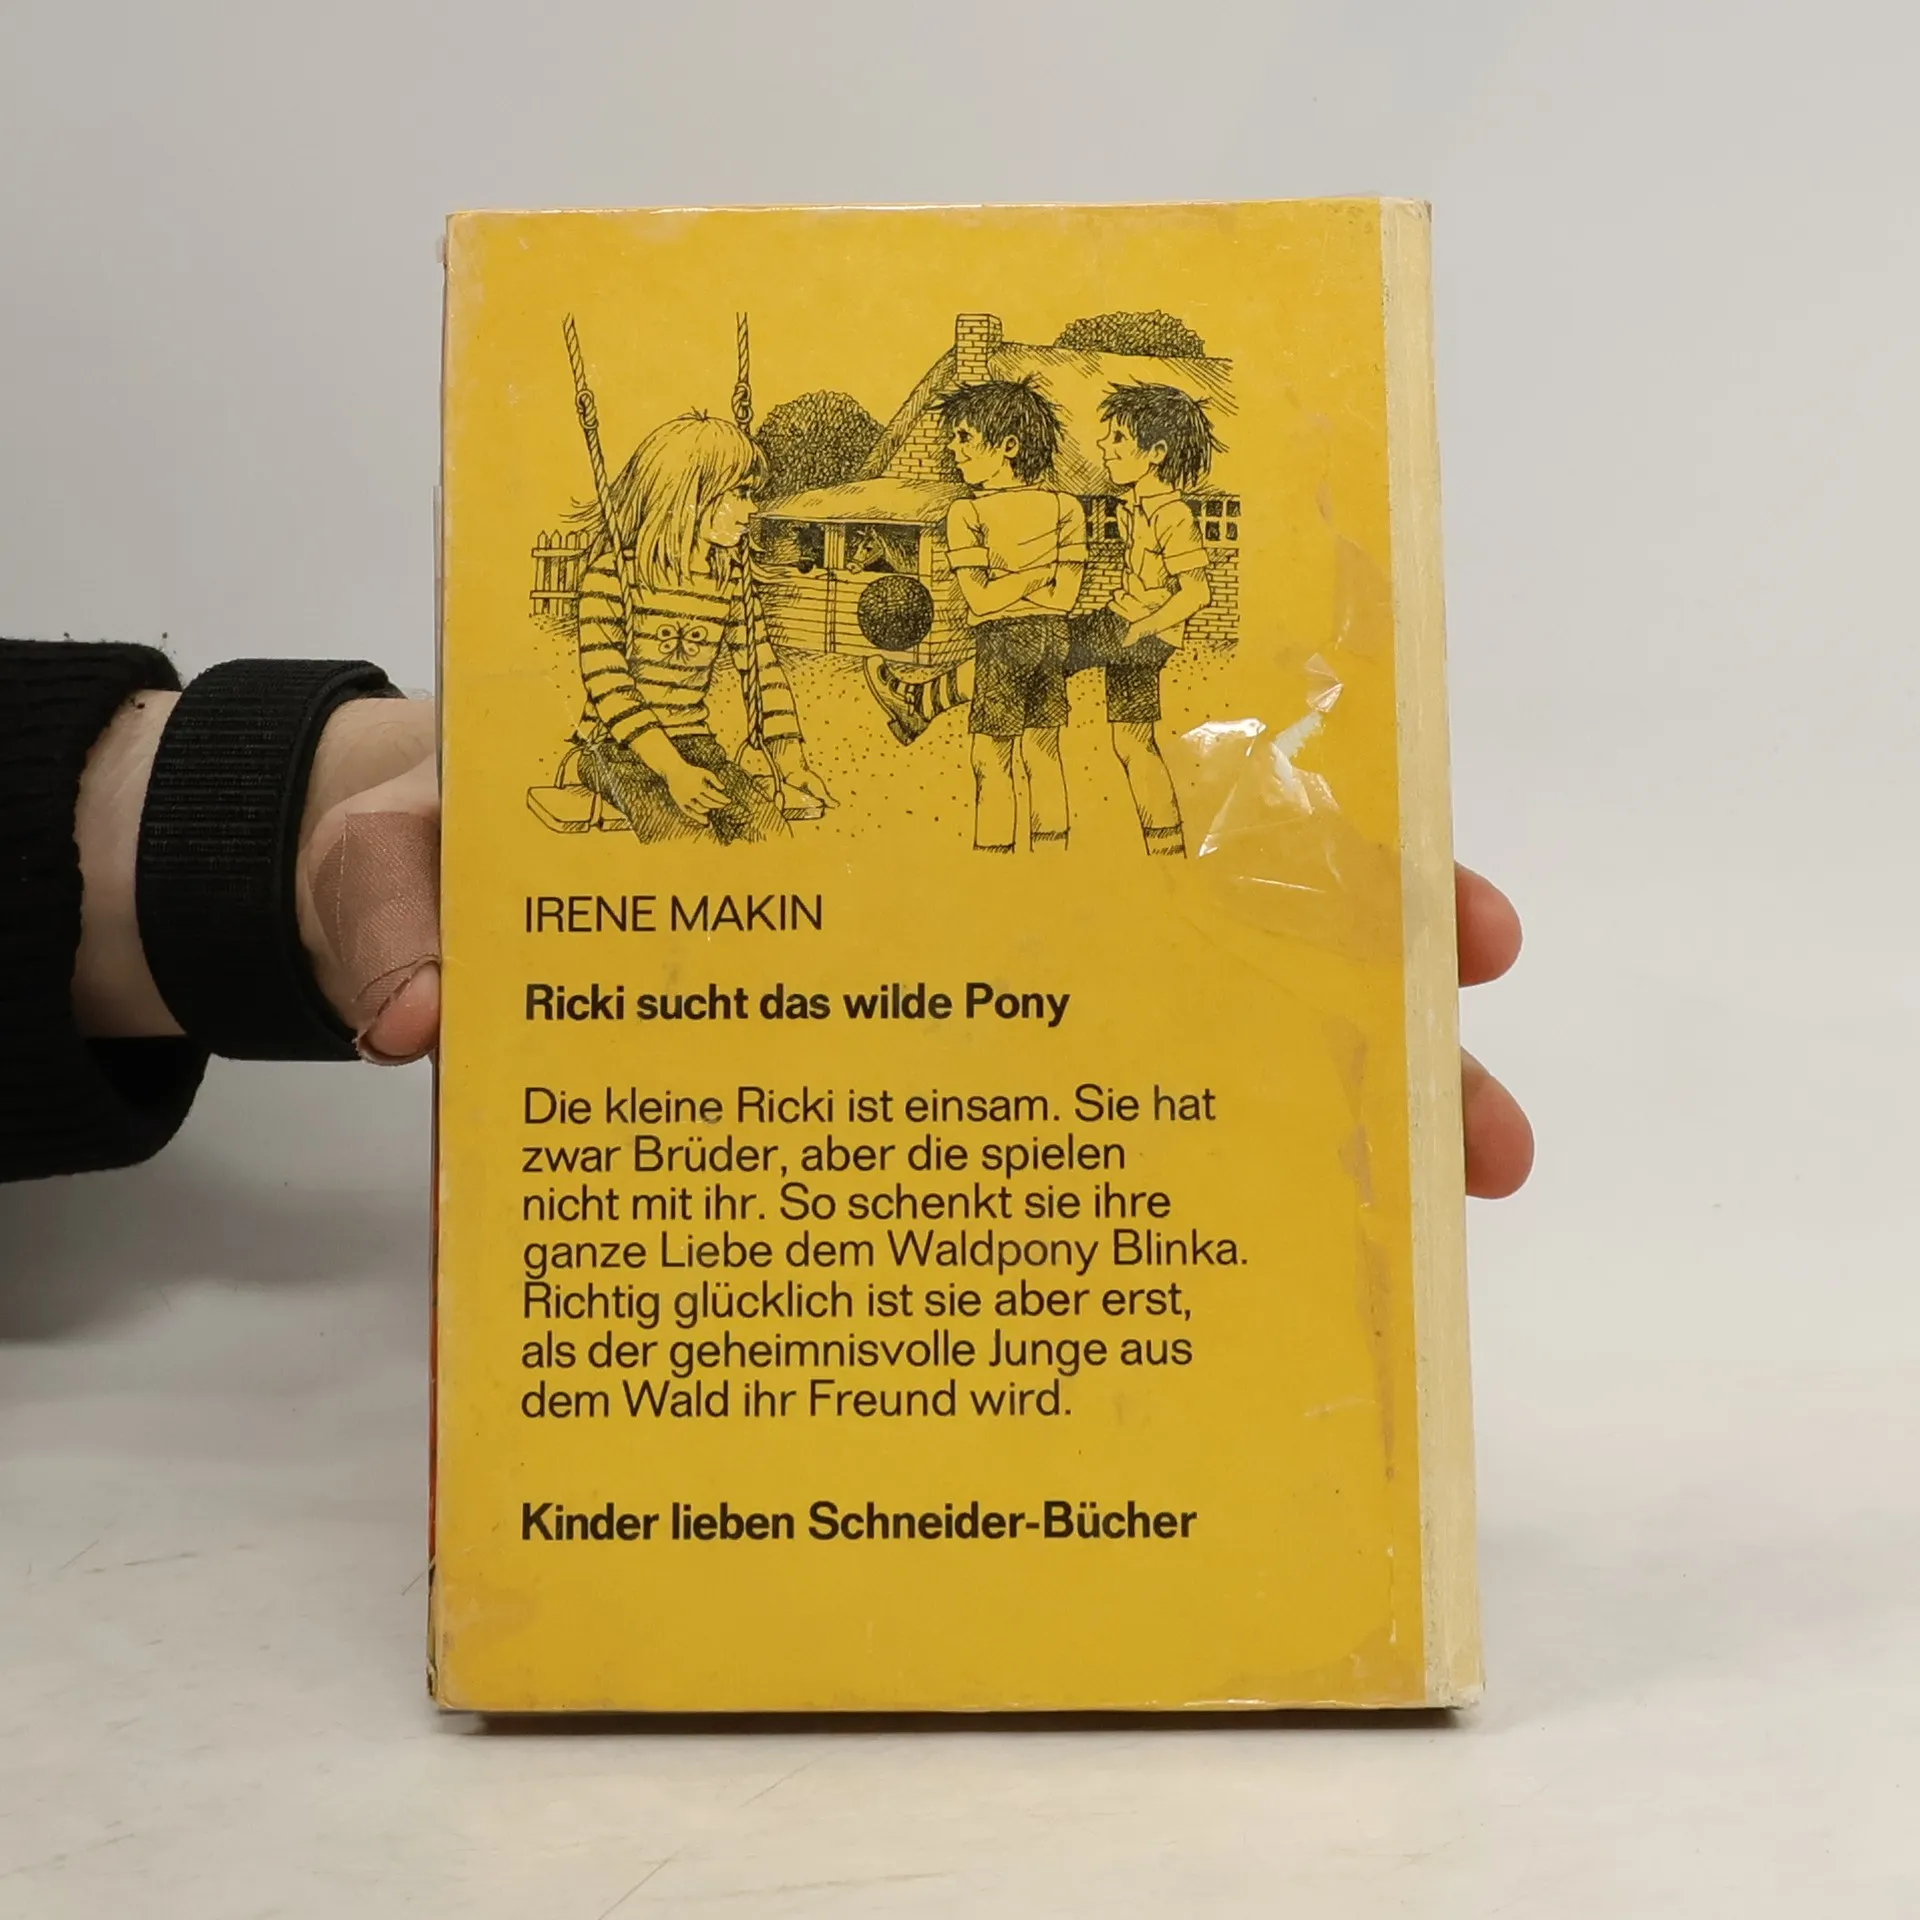 IRENE MAKIN
Ricki sucht das wilde Pony
Die kleine Ricki ist einsam. Sie hat
zwar Brüder, aber die spielen
nicht mit ihr. So schenkt sie ihre
ganze Liebe dem Waldpony Blinka.
Richtig glücklich ist sie aber erst,
als der geheimnisvolle Junge aus
dem Wald ihr Freund wird.
Kinder lieben Schneider-Bücher